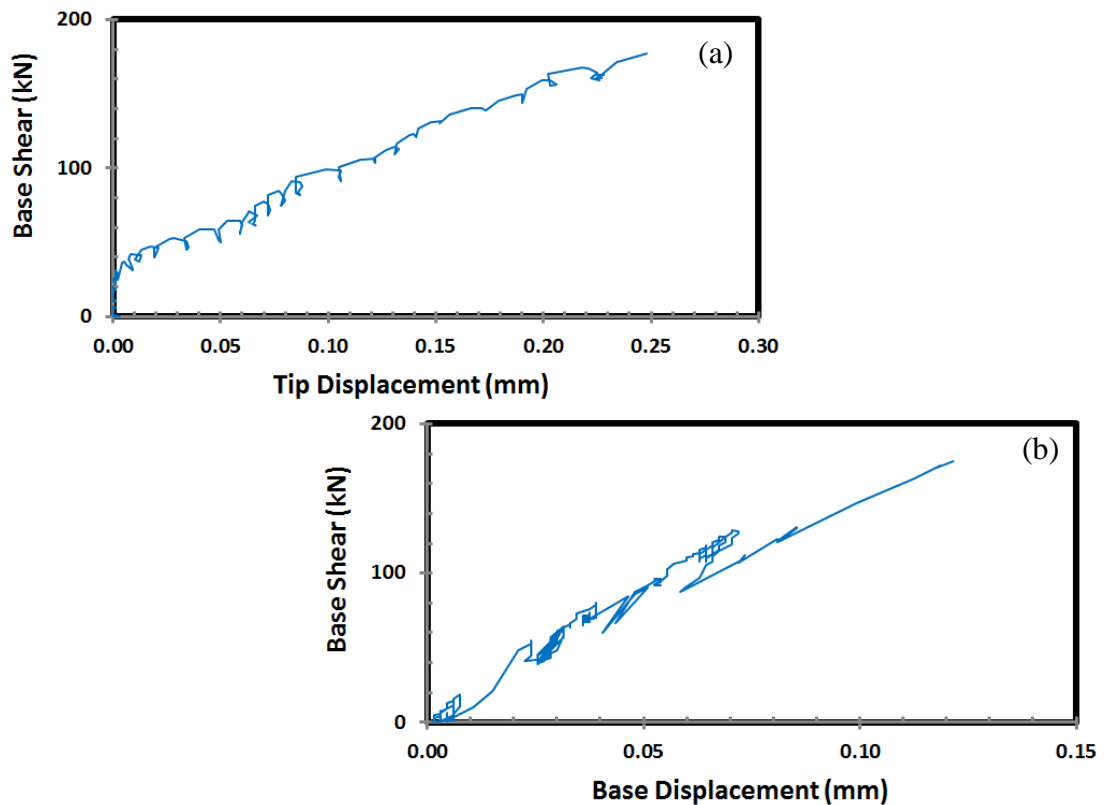 200
(a)
Base Shear (kN)
100
0
0.00 0.05 0.10 0.15 0.20 0.25 0.30
Tip Displacement (mm)
200
(b)
Base Shear (kN)
100
0
0.00 0.05 0.10 0.15
Base Displacement (mm)